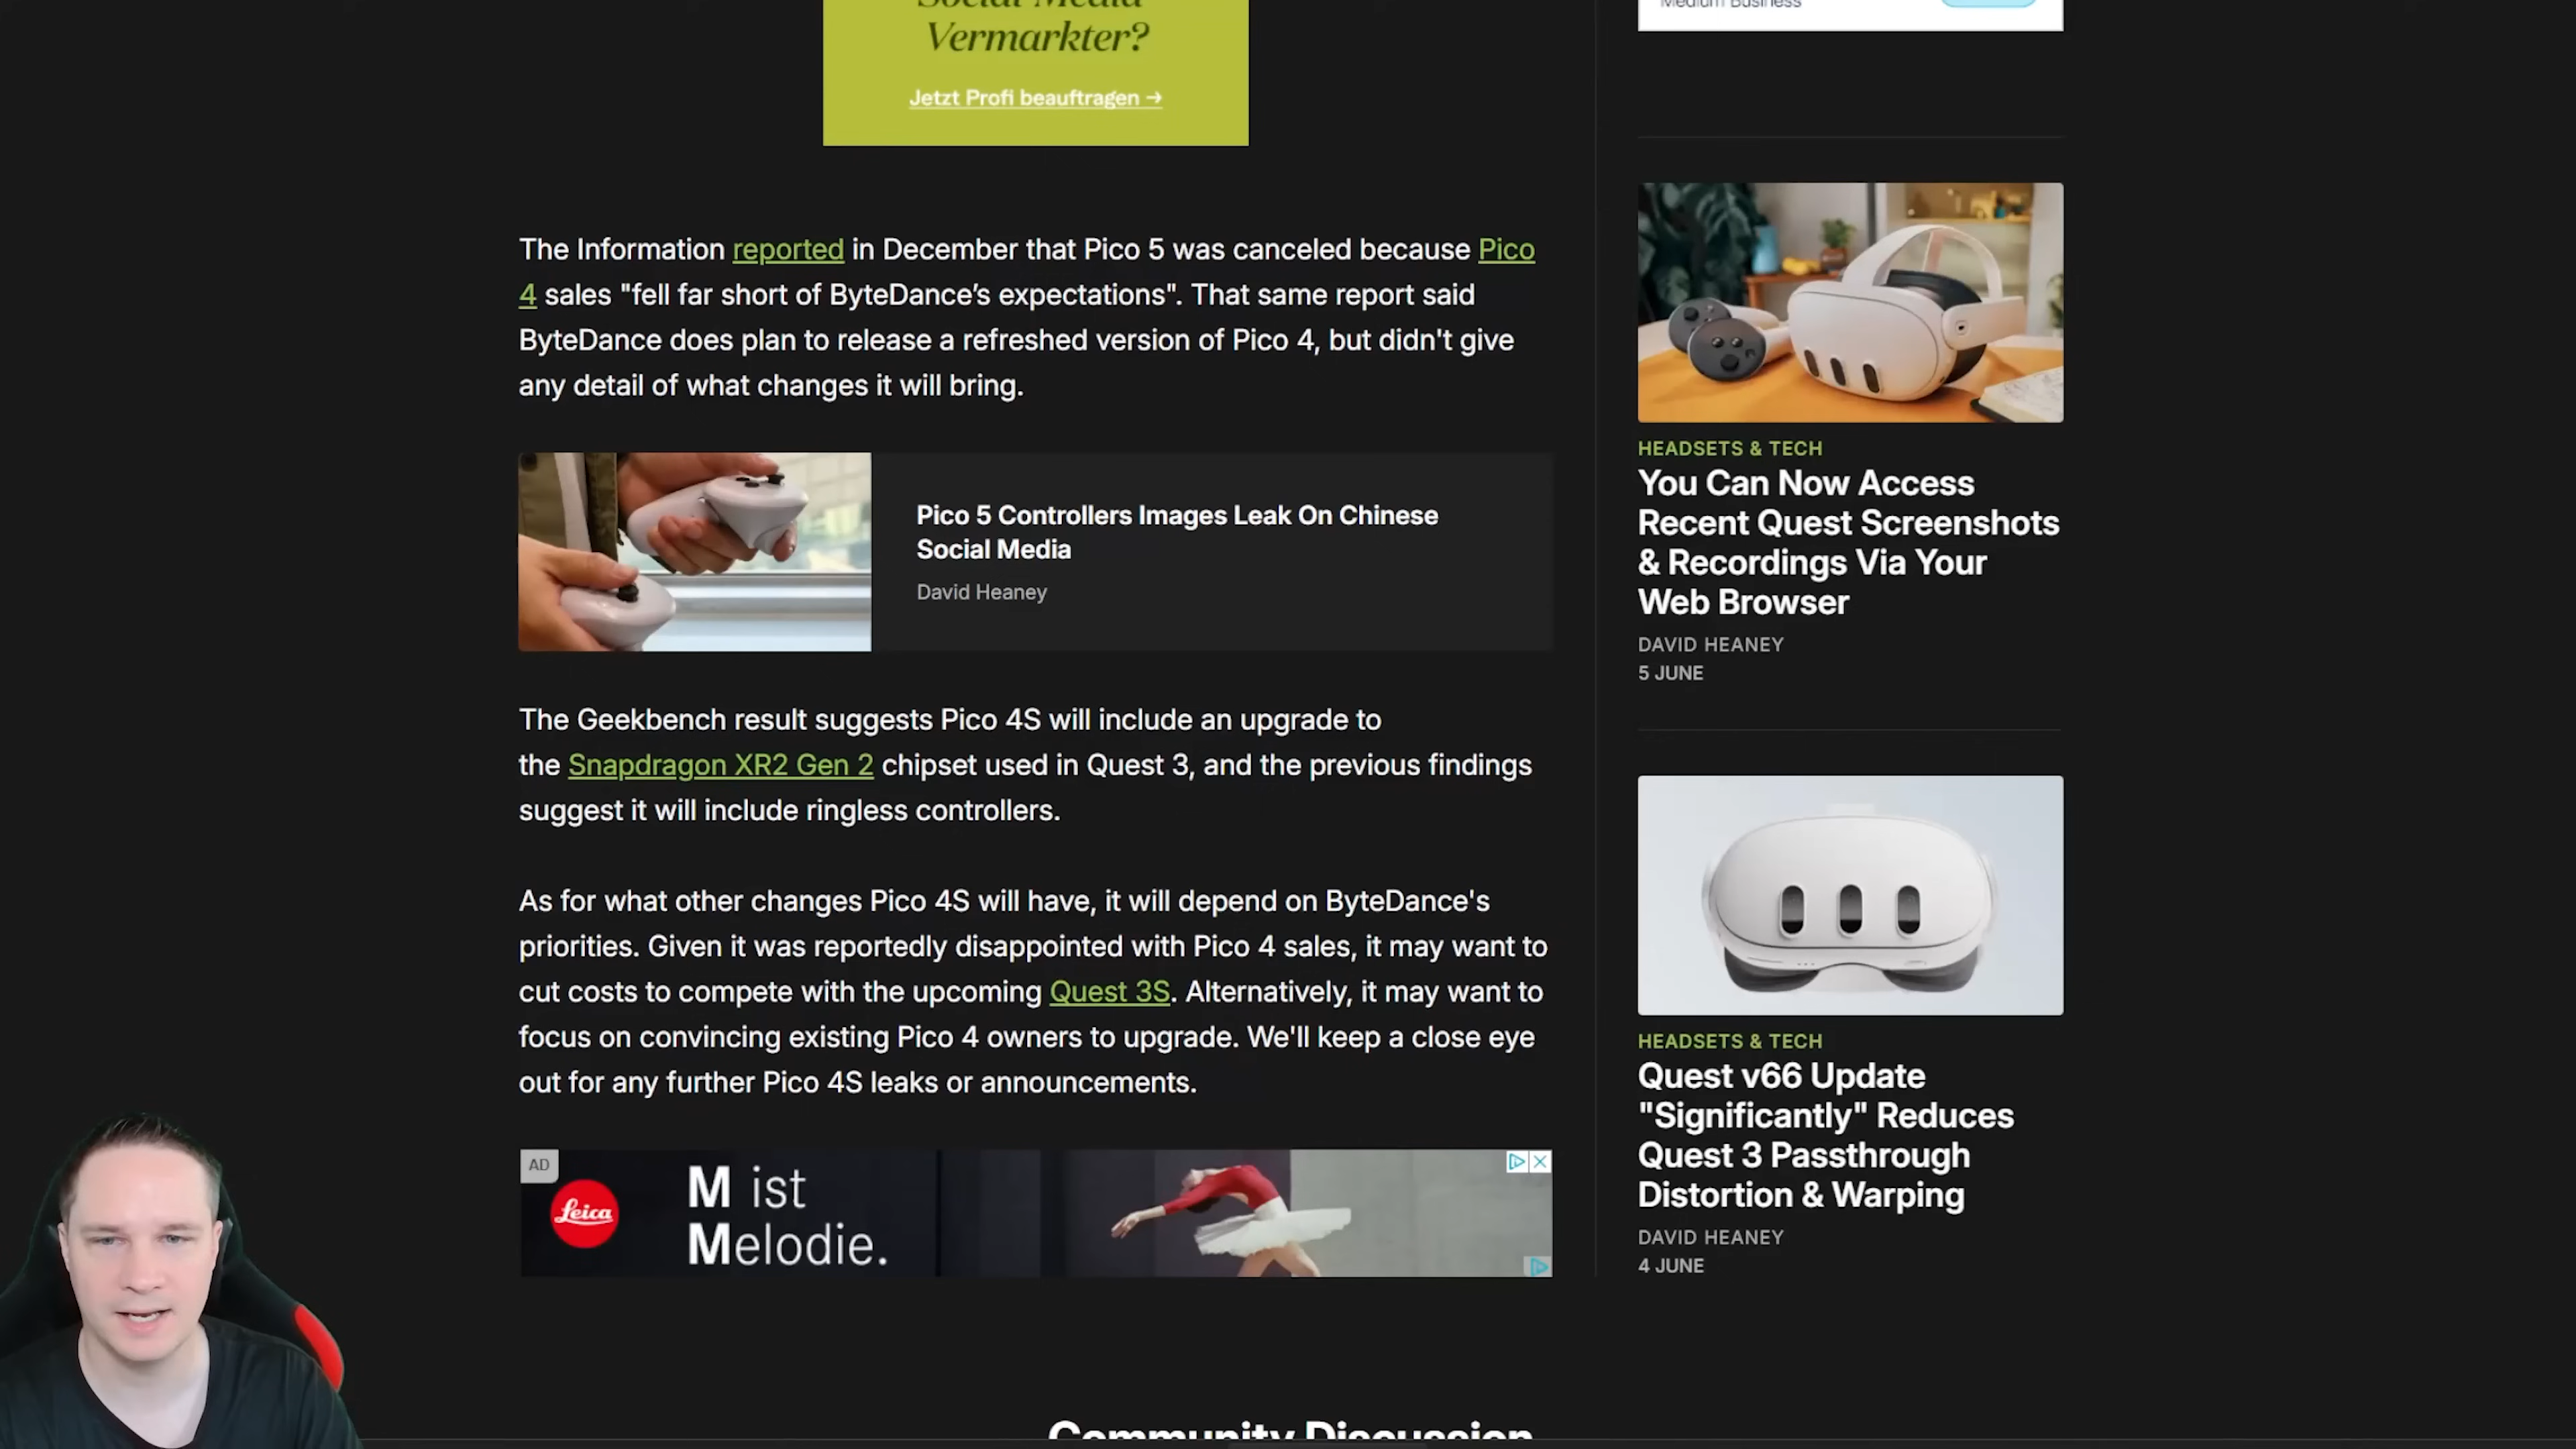 Vermarkter?
Jetzt Profi beauftragen →
The Information reported in December that Pico 5 was canceled because Pico
4 sales "fell far short of ByteDance’s expectations". That same report said
ByteDance does plan to release a refreshed version of Pico 4, but didn't give
any detail of what changes it will bring.
Pico 5 Controllers Images Leak On Chinese
Social Media
David Heaney
The Geekbench result suggests Pico 4S will include an upgrade to
the Snapdragon XR2 Gen 2 chipset used in Quest 3, and the previous findings
suggest it will include ringless controllers.
As for what other changes Pico 4S will have, it will depend on ByteDance's
priorities. Given it was reportedly disappointed with Pico 4 sales, it may want to
cut costs to compete with the upcoming Quest 3S. Alternatively, it may want to
focus on convincing existing Pico 4 owners to upgrade. We'll keep a close eye
out for any further Pico 4S leaks or announcements.
AD
Leica
M ist
Melodie.
Community Discussion
Medium Business
HEADSETS & TECH
You Can Now Access
Recent Quest Screenshots
& Recordings Via Your
Web Browser
DAVID HEANEY
5 JUNE
HEADSETS & TECH
Quest v66 Update
"Significantly" Reduces
Quest 3 Passthrough
Distortion & Warping
DAVID HEANEY
4 JUNE